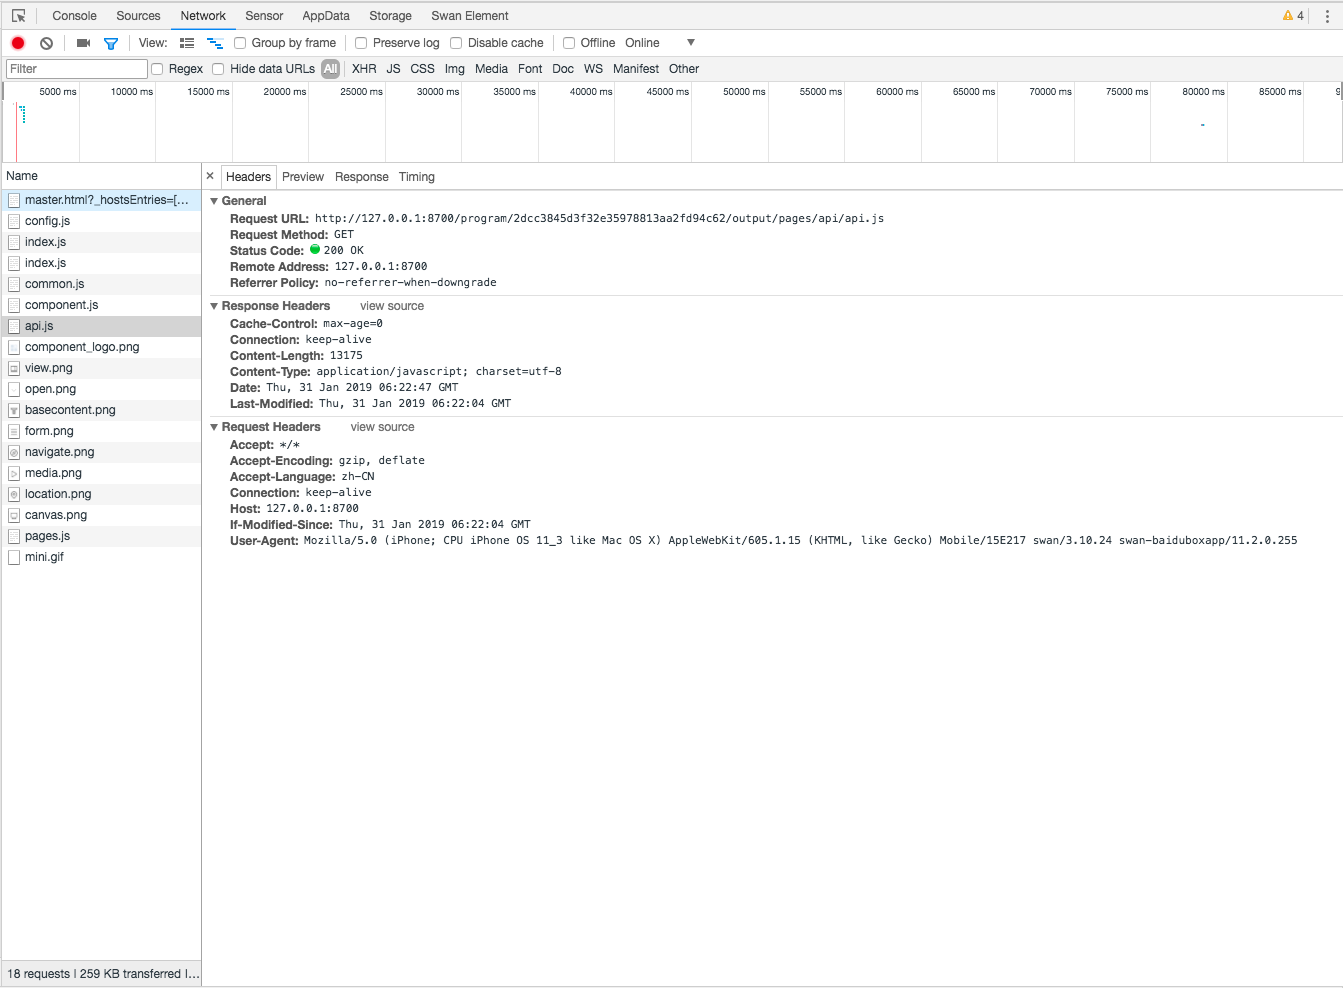 Console Sources Network Sensor AppData Storage Swan Element 4
View: Group by frame Preserve log Disable cache Offline Online
Filter Regex Hide data URLs All XHR JS CSS Img Media Font Doc WS Manifest Other
5000 ms 10000 ms 15000 ms 20000 ms 25000 ms 30000 ms 35000 ms 40000 ms 45000 ms 50000 ms 55000 ms 60000 ms 65000 ms 70000 ms 75000 ms 80000 ms 85000 ms
Name
master.html?_hostsEntries=[...
config.js
index.js
index.js
common.js
component.js
api.js
component_logo.png
view.png
open.png
basecontent.png
form.png
navigate.png
media.png
location.png
canvas.png
pages.js
mini.gif
18 requests | 259 KB transferred |...
× Headers Preview Response Timing
General
Request URL: http://127.0.0.1:8700/program/2dcc3845d3f32e35978813aa2fd94c62/output/pages/api/api.js
Request Method: GET
Status Code: 200 OK
Remote Address: 127.0.0.1:8700
Referrer Policy: no-referrer-when-downgrade
Response Headers view source
Cache-Control: max-age=0
Connection: keep-alive
Content-Length: 13175
Content-Type: application/javascript; charset=utf-8
Date: Thu, 31 Jan 2019 06:22:47 GMT
Last-Modified: Thu, 31 Jan 2019 06:22:04 GMT
Request Headers view source
Accept: */*
Accept-Encoding: gzip, deflate
Accept-Language: zh-CN
Connection: keep-alive
Host: 127.0.0.1:8700
If-Modified-Since: Thu, 31 Jan 2019 06:22:04 GMT
User-Agent: Mozilla/5.0 (iPhone; CPU iPhone OS 11_3 like Mac OS X) AppleWebKit/605.1.15 (KHTML, like Gecko) Mobile/15E217 swan/3.10.24 swan-baiduboxapp/11.2.0.255